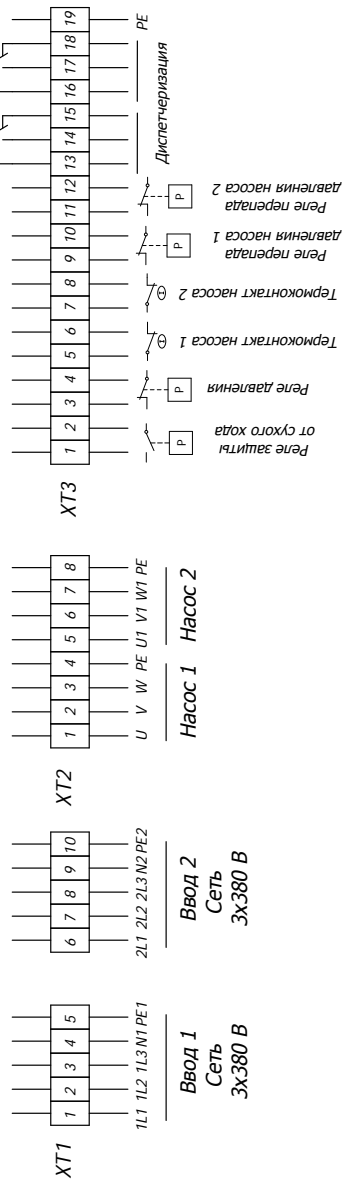 XT1
1 2 3 4 5
1L1 1L2 1L3 N1 PE1
Ввод 1
Сеть
3x380 В
6 7 8 9 10
2L1 2L2 2L3 N2 PE2
Ввод 2
Сеть
3x380 В
XT2
1 2 3 4 5 6 7 8
U V W PE U1 V1 W1 PE
Насос 1
Насос 2
XT3
1 2 3 4 5 6 7 8 9 10 11 12 13 14 15 16 17 18 19
P
Реле защиты
от сухого хода
P
Реле давления
Термоконтакт насоса 1
Термоконтакт насоса 2
P
Реле перепада
давления насоса 1
P
Реле перепада
давления насоса 2
Диспетчеризация
PE